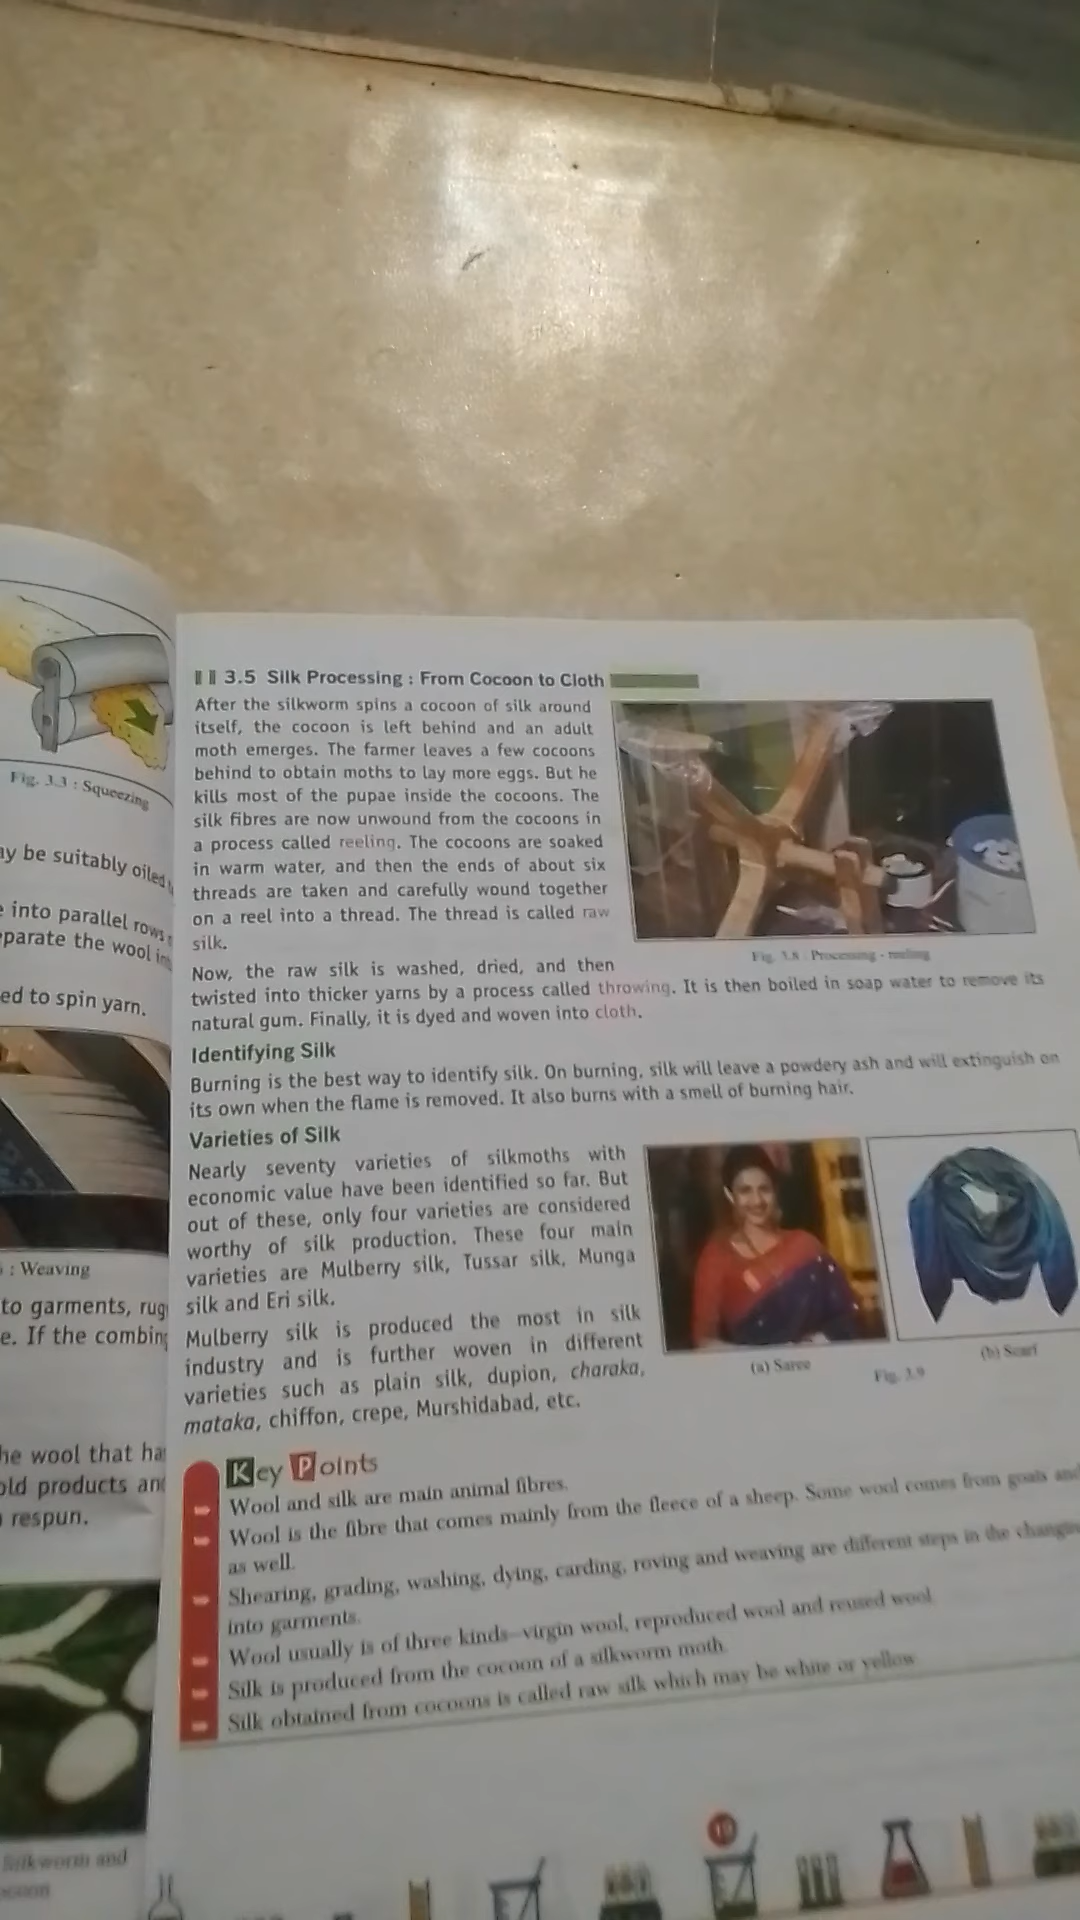 Fig. 3.3 : Squeezing
ay be suitably oiled
into parallel rows
parate the wool
ed to spin yarn.
: Weaving
to garments, rug
e. If the combing
he wool that ha
old products and
respun.
Silkworm and
3.5 Silk Processing : From Cocoon to Cloth
After the silkworm spins a cocoon of silk around
itself, the cocoon is left behind and an adult
moth emerges. The farmer leaves a few cocoons
behind to obtain moths to lay more eggs. But he
kills most of the pupae inside the cocoons. The
silk fibres are now unwound from the cocoons in
a process called reeling. The cocoons are soaked
in warm water, and then the ends of about six
threads are taken and carefully wound together
on a reel into a thread. The thread is called raw
silk.
Fig. 3.8 : Processing - reeling
Now, the raw silk is washed, dried, and then
twisted into thicker yarns by a process called throwing. It is then boiled in soap water to remove its
natural gum. Finally, it is dyed and woven into cloth.
Identifying Silk
Burning is the best way to identify silk. On burning, silk will leave a powdery ash and will extinguish on
its own when the flame is removed. It also burns with a smell of burning hair.
Varieties of Silk
Nearly seventy varieties of silkmoths with
economic value have been identified so far. But
out of these, only four varieties are considered
worthy of silk production. These four main
varieties are Mulberry silk, Tussar silk, Munga
silk and Eri silk.
Mulberry silk is produced the most in silk
industry and is further woven in different
varieties such as plain silk, dupion, charaka,
mataka, chiffon, crepe, Murshidabad, etc.
(a) Saree
(b) Scarf
Fig. 3.9
Key Points
Wool and silk are main animal fibres.
Wool is the fibre that comes mainly from the fleece of a sheep. Some wool comes from goats and
as well.
Shearing, grading, washing, dying, carding, roving and weaving are different steps in the changing
into garments.
Wool usually is of three kinds–virgin wool, reproduced wool and reused wool.
Silk is produced from the cocoon of a silkworm moth.
Silk obtained from cocoons is called raw silk which may be white or yellow.